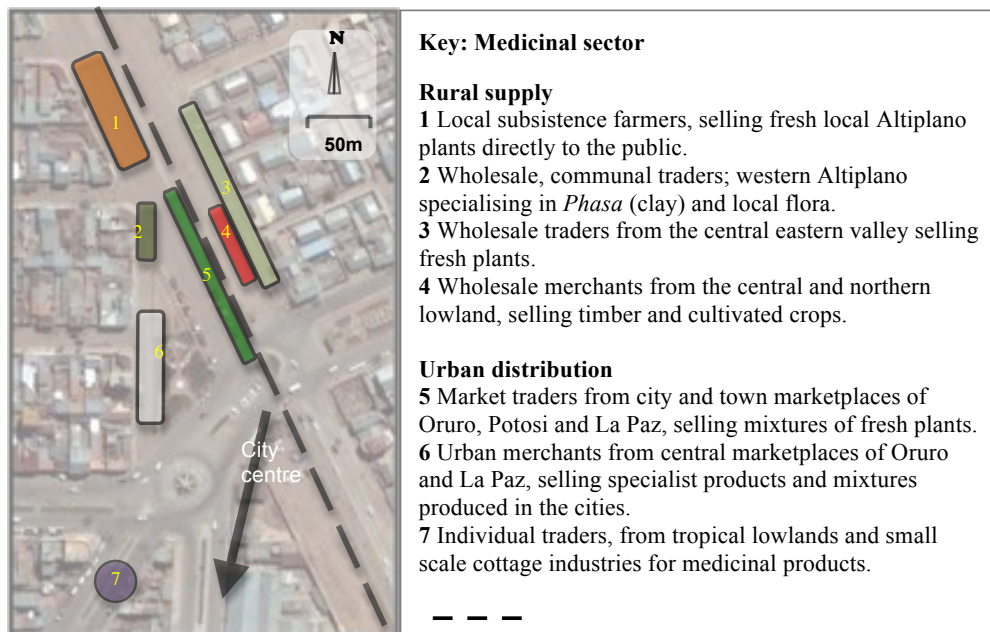 N
50m
1
2
3
4
5
6
7
City
centre
Key: Medicinal sector
Rural supply
1 Local subsistence farmers, selling fresh local Altiplano
plants directly to the public.
2 Wholesale, communal traders; western Altiplano
specialising in Phasa (clay) and local flora.
3 Wholesale traders from the central eastern valley selling
fresh plants.
4 Wholesale merchants from the central and northern
lowland, selling timber and cultivated crops.
Urban distribution
5 Market traders from city and town marketplaces of
Oruro, Potosi and La Paz, selling mixtures of fresh plants.
6 Urban merchants from central marketplaces of Oruro
and La Paz, selling specialist products and mixtures
produced in the cities.
7 Individual traders, from tropical lowlands and small
scale cottage industries for medicinal products.